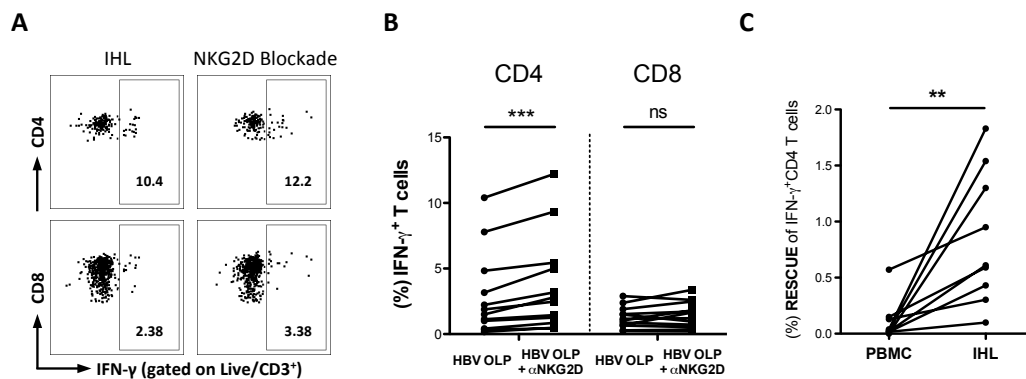 A
IHL
NKG2D Blockade
CD4
10.4
12.2
CD8
2.38
3.38
IFN-γ (gated on Live/CD3⁺)
B
CD4
CD8
***
ns
(%) IFN-γ⁺ T cells
15
10
5
0
HBV OLP
HBV OLP
+ αNKG2D
HBV OLP
HBV OLP
+ αNKG2D
C
**
(%) RESCUE of IFN-γ⁺CD4 T cells
2.0
1.5
1.0
0.5
0.0
PBMC
IHL